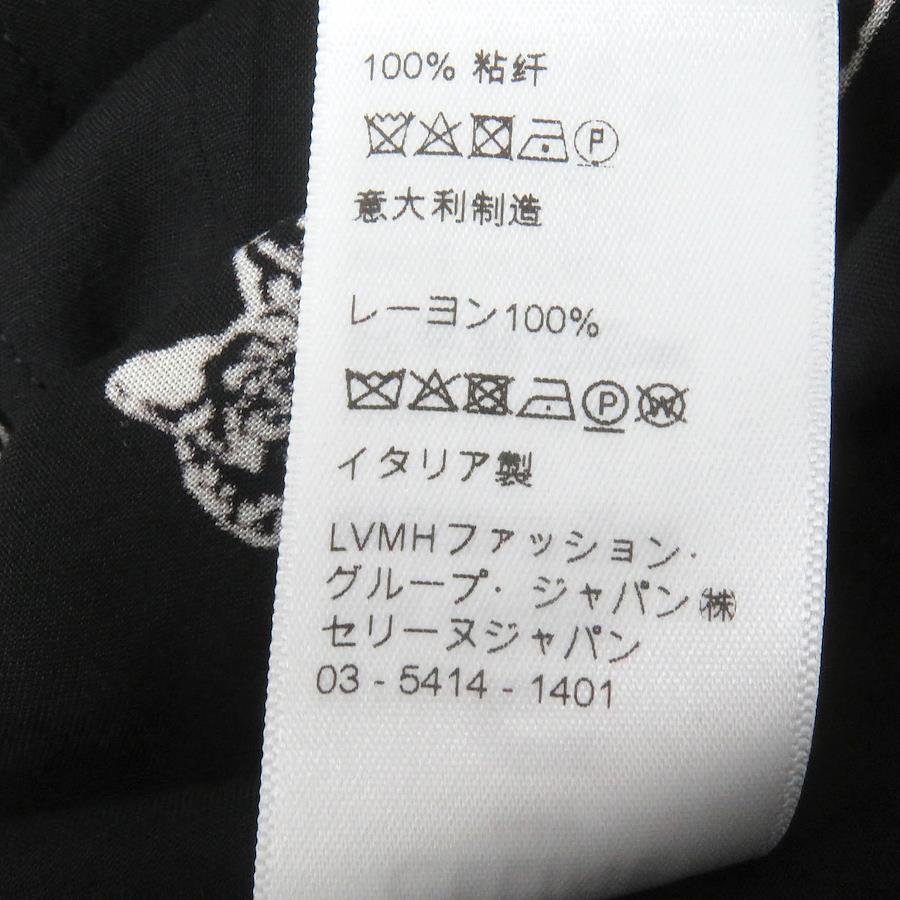 100% 粘纤
P
意大利制造
レーヨン100%
P W
イタリア製
LVMHファッション・
グループ・ジャパン㈱
セリーヌジャパン
03 - 5414 - 1401